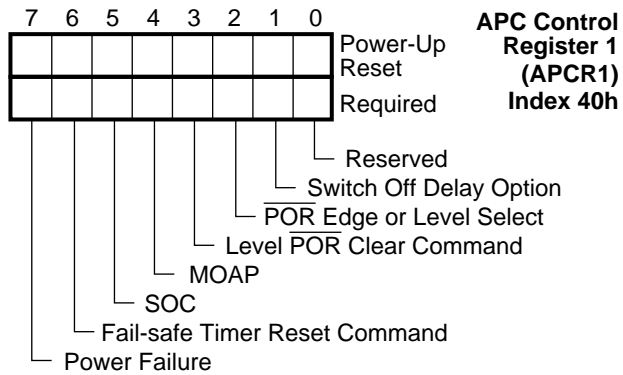 7 6 5 4 3 2 1 0
APC Control
Register 1
(APCR1)
Index 40h
Power-Up
Reset
Required
Reserved
Switch Off Delay Option
POR Edge or Level Select
Level POR Clear Command
MOAP
SOC
Fail-safe Timer Reset Command
Power Failure